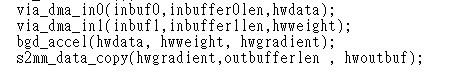 via_dma_in0(inbuf0,inbuffer0len,hwdata);
via_dma_in1(inbuf1,inbuffer1len,hwweight);
bgd_accel(hwdata, hwweight, hwgradient);
s2mm_data_copy(hwgradient,outbufferlen , hwoutbuf);